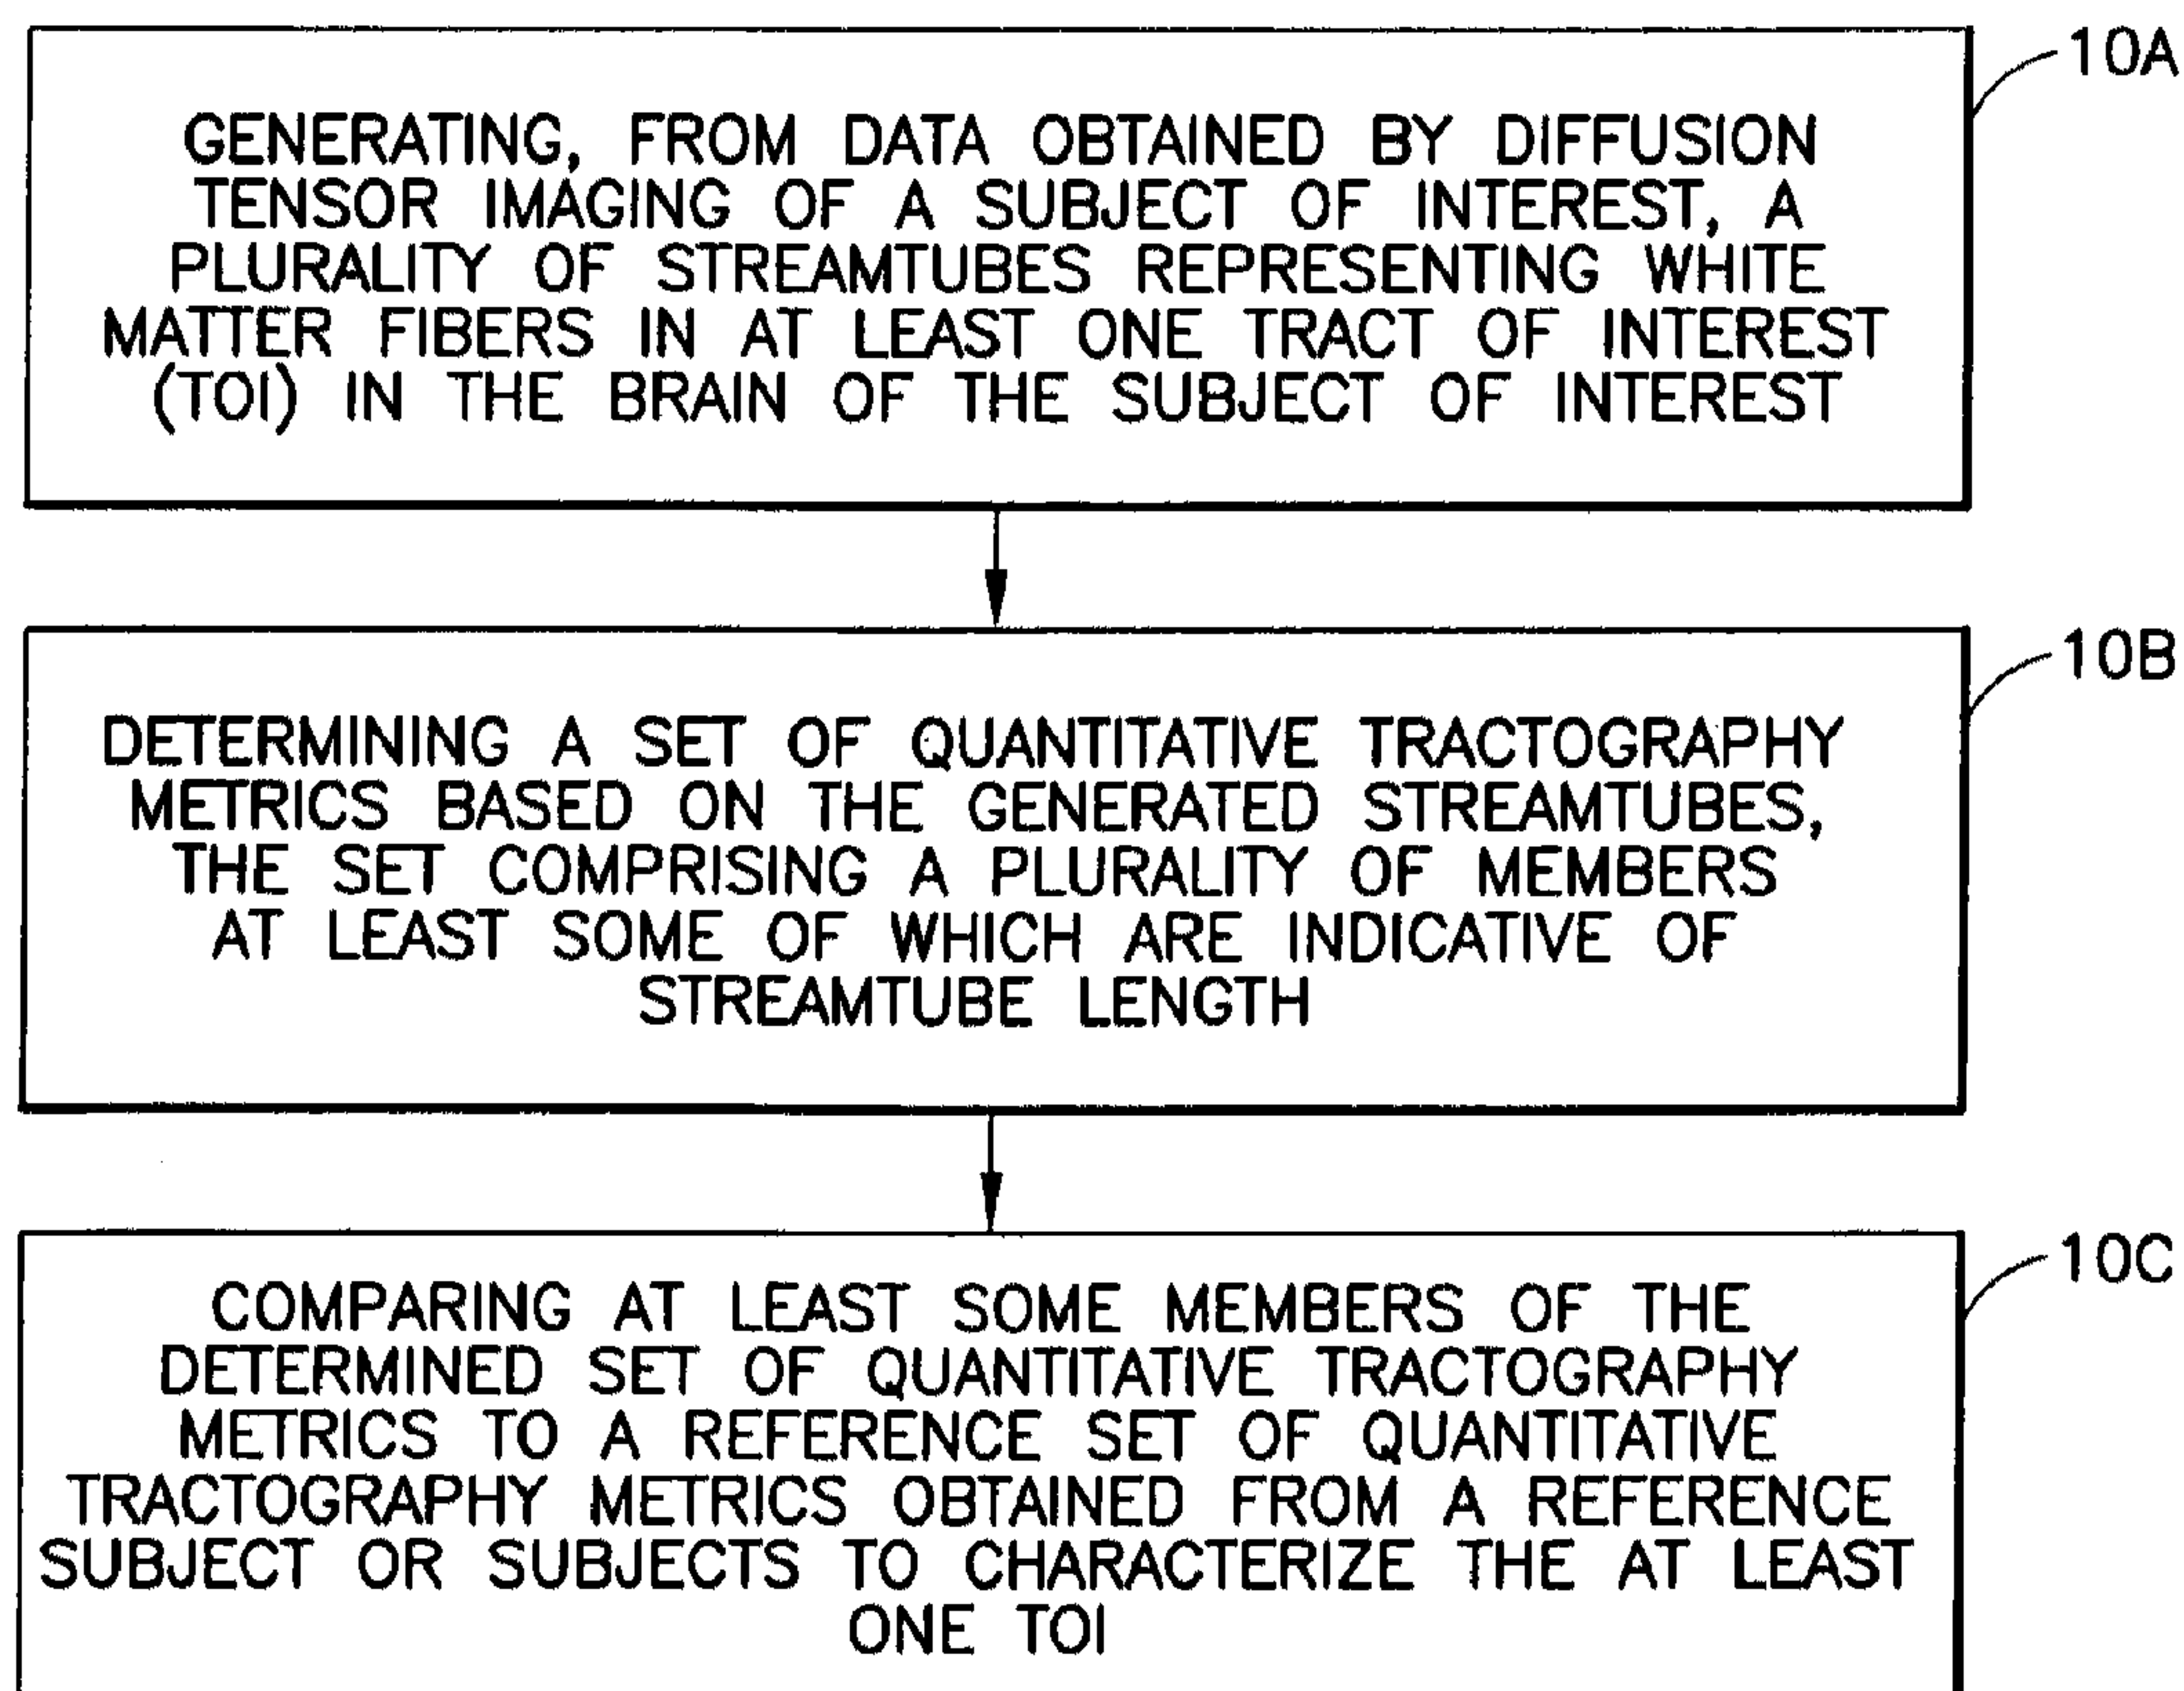 10A
GENERATING, FROM DATA OBTAINED BY DIFFUSION
TENSOR IMAGING OF A SUBJECT OF INTEREST, A
PLURALITY OF STREAMTUBES REPRESENTING WHITE
MATTER FIBERS IN AT LEAST ONE TRACT OF INTEREST
(TOI) IN THE BRAIN OF THE SUBJECT OF INTEREST
10B
DETERMINING A SET OF QUANTITATIVE TRACTOGRAPHY
METRICS BASED ON THE GENERATED STREAMTUBES,
THE SET COMPRISING A PLURALITY OF MEMBERS
AT LEAST SOME OF WHICH ARE INDICATIVE OF
STREAMTUBE LENGTH
10C
COMPARING AT LEAST SOME MEMBERS OF THE
DETERMINED SET OF QUANTITATIVE TRACTOGRAPHY
METRICS TO A REFERENCE SET OF QUANTITATIVE
TRACTOGRAPHY METRICS OBTAINED FROM A REFERENCE
SUBJECT OR SUBJECTS TO CHARACTERIZE THE AT LEAST
ONE TOI